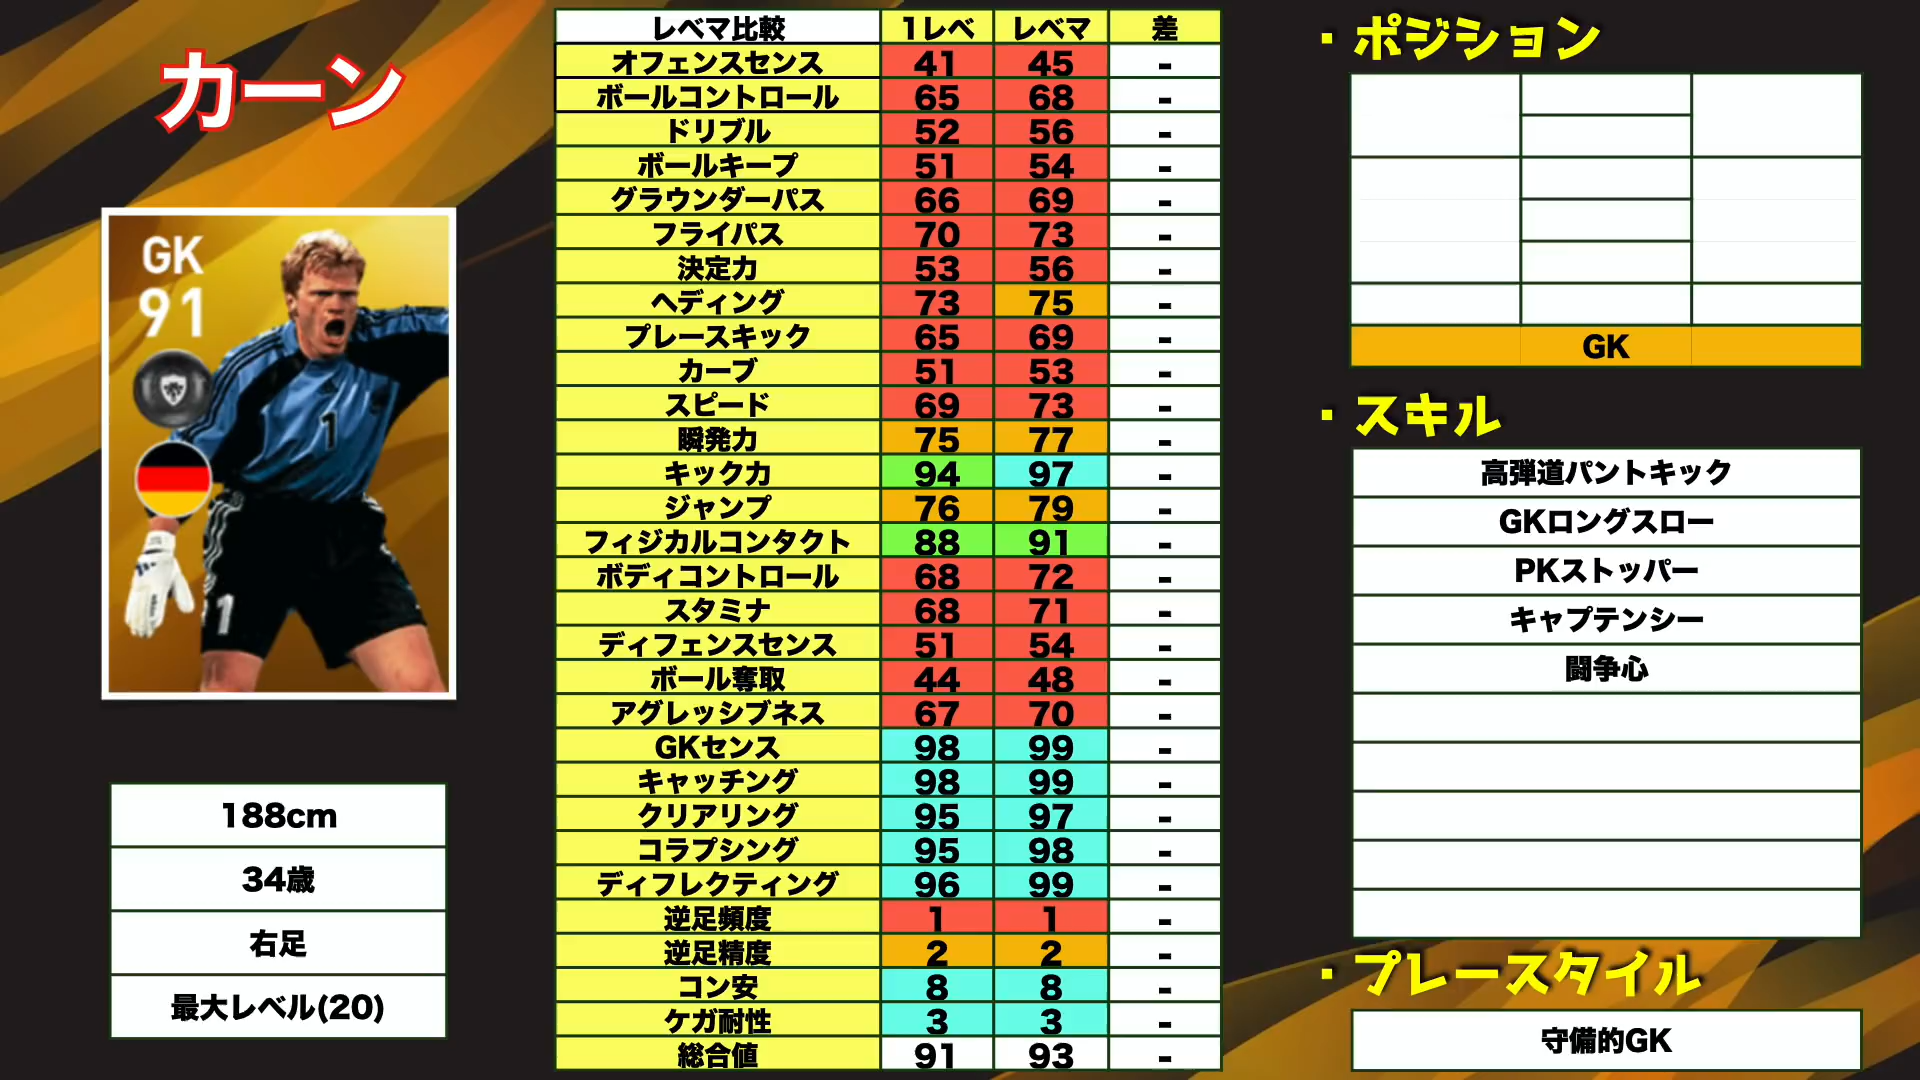 カーン
GK
91
1
1
188cm
34歳
右足
最大レベル(20)
レベマ比較 1レベ レベマ 差
オフェンスセンス 41 45 -
ボールコントロール 65 68 -
ドリブル 52 56 -
ボールキープ 51 54 -
グラウンダーパス 66 69 -
フライパス 70 73 -
決定力 53 56 -
ヘディング 73 75 -
プレースキック 65 69 -
カーブ 51 53 -
スピード 69 73 -
瞬発力 75 77 -
キック力 94 97 -
ジャンプ 76 79 -
フィジカルコンタクト 88 91 -
ボディコントロール 68 72 -
スタミナ 68 71 -
ディフェンスセンス 51 54 -
ボール奪取 44 48 -
アグレッシブネス 67 70 -
GKセンス 98 99 -
キャッチング 98 99 -
クリアリング 95 97 -
コラプシング 95 98 -
ディフレクティング 96 99 -
逆足頻度 1 1 -
逆足精度 2 2 -
コン安 8 8 -
ケガ耐性 3 3 -
総合値 91 93 -
・ポジション
GK
・スキル
高弾道パントキック
GKロングスロー
PKストッパー
キャプテンシー
闘争心
・プレースタイル
守備的GK